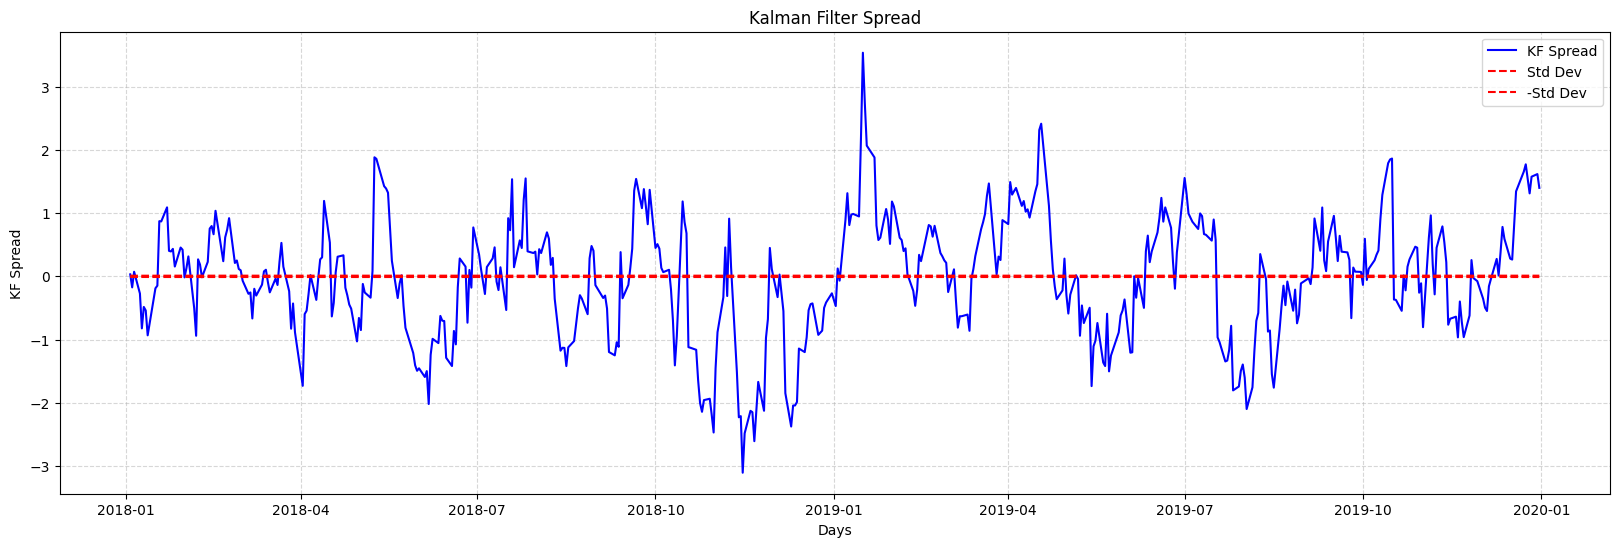 Kalman Filter Spread
KF Spread
Std Dev
-Std Dev
KF Spread
3
2
1
0
−1
−2
−3
2018-01
2018-04
2018-07
2018-10
2019-01
2019-04
2019-07
2019-10
2020-01
Days